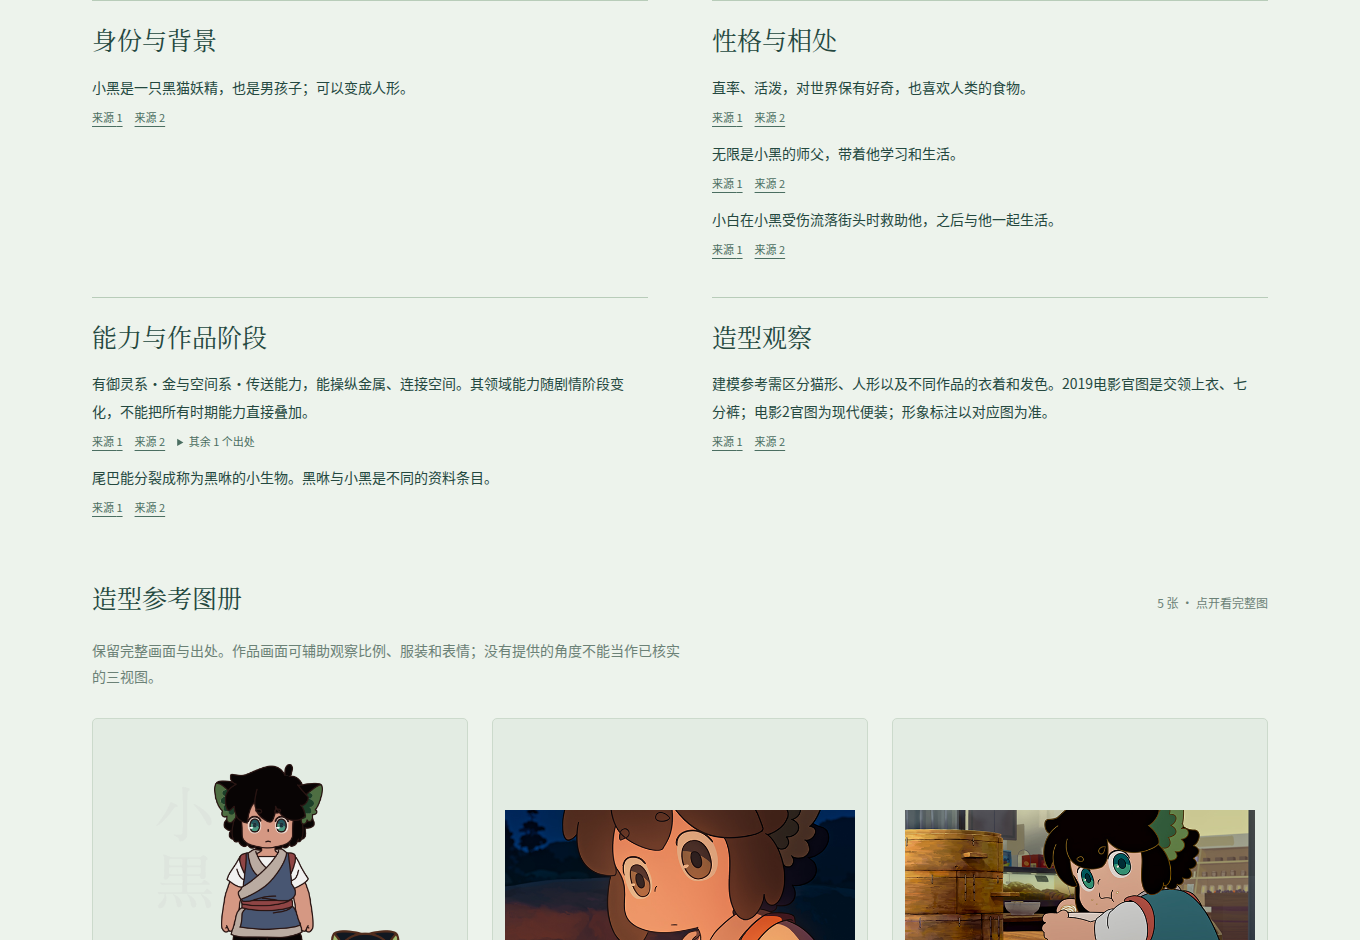 身份与背景
小黑是一只黑猫妖精，也是男孩子；可以变成人形。
来源 1 来源 2
性格与相处
直率、活泼，对世界保有好奇，也喜欢人类的食物。
来源 1 来源 2
无限是小黑的师父，带着他学习和生活。
来源 1 来源 2
小白在小黑受伤流落街头时救助他，之后与他一起生活。
来源 1 来源 2
能力与作品阶段
有御灵系・金与空间系・传送能力，能操纵金属、连接空间。其领域能力随剧情阶段变
化，不能把所有时期能力直接叠加。
来源 1 来源 2 ▶ 其余 1 个出处
尾巴能分裂成称为黑咻的小生物。黑咻与小黑是不同的资料条目。
来源 1 来源 2
造型观察
建模参考需区分猫形、人形以及不同作品的衣着和发色。2019电影官图是交领上衣、七
分裤；电影2官图为现代便装；形象标注以对应图为准。
来源 1 来源 2
造型参考图册
5 张 · 点开看完整图
保留完整画面与出处。作品画面可辅助观察比例、服装和表情；没有提供的角度不能当作已核实
的三视图。
小
黑